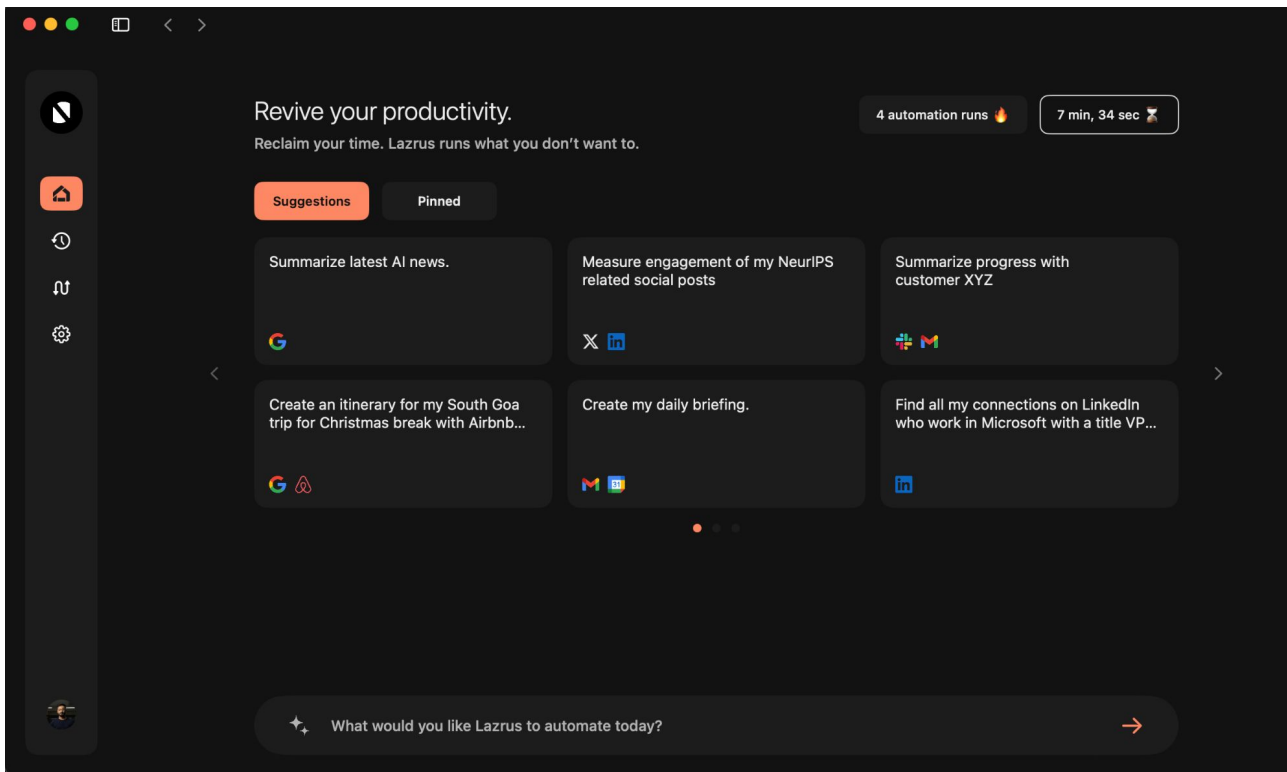 Revive your productivity.
Reclaim your time. Lazrus runs what you don't want to.
4 automation runs 🔥
7 min, 34 sec ⏳
Suggestions
Pinned
Summarize latest AI news.
Measure engagement of my NeurIPS
related social posts
Summarize progress with
customer XYZ
Create an itinerary for my South Goa
trip for Christmas break with Airbnb...
Create my daily briefing.
31
Find all my connections on LinkedIn
who work in Microsoft with a title VP...
What would you like Lazrus to automate today?